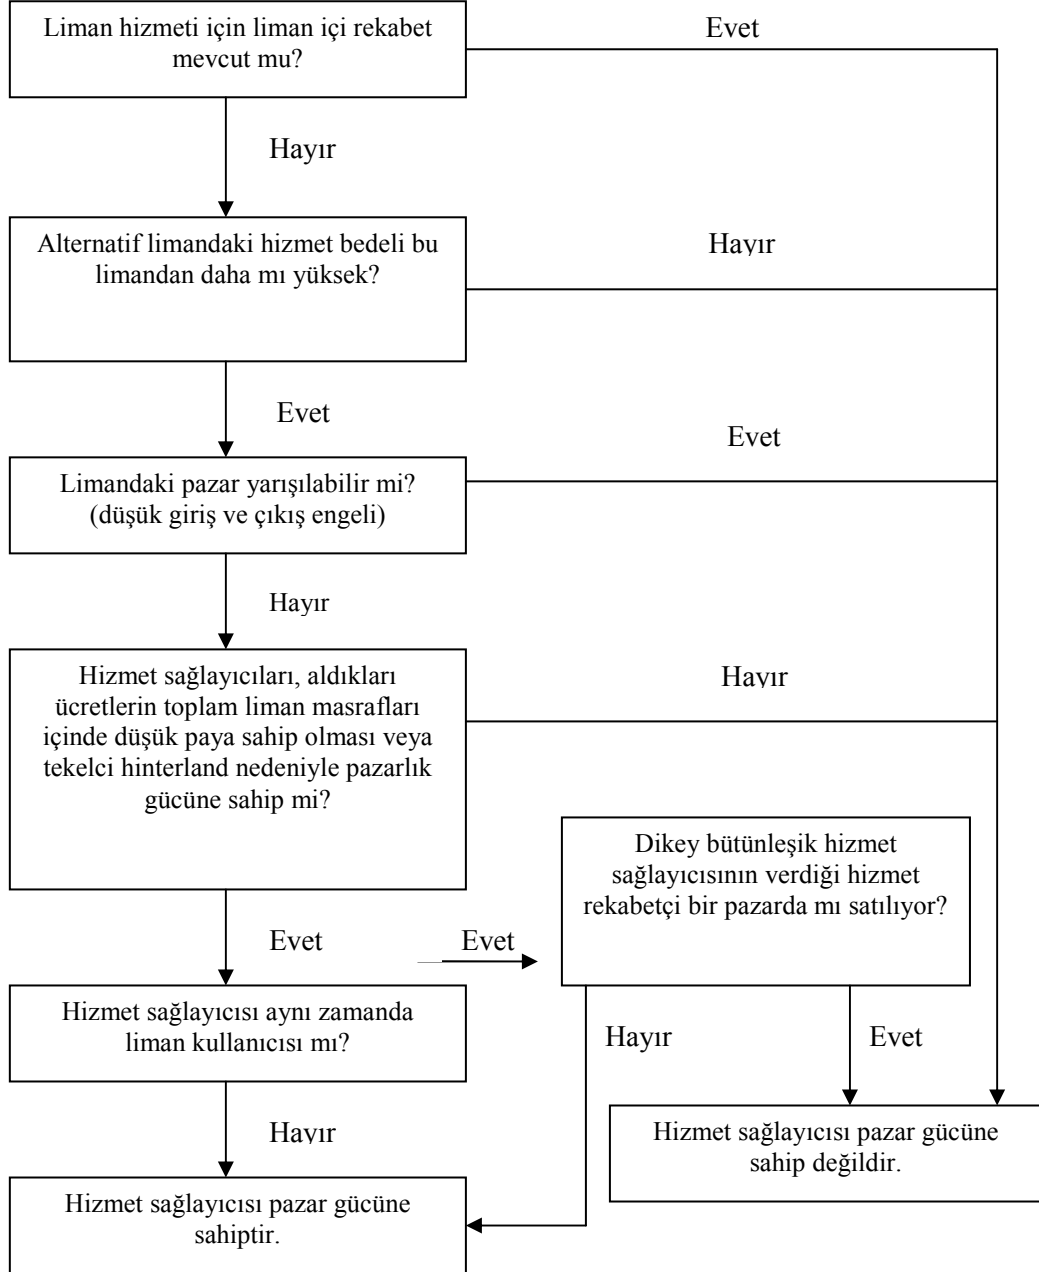 Liman hizmeti için liman içi rekabet
mevcut mu?
Evet
Hayır
Alternatif limandaki hizmet bedeli bu
limandan daha mı yüksek?
Hayır
Evet
Limandaki pazar yarışılabilir mi?
(düşük giriş ve çıkış engeli)
Evet
Hayır
Hizmet sağlayıcıları, aldıkları
ücretlerin toplam liman masrafları
içinde düşük paya sahip olması veya
tekelci hinterland nedeniyle pazarlık
gücüne sahip mi?
Hayır
Dikey bütünleşik hizmet
sağlayıcısının verdiği hizmet
rekabetçi bir pazarda mı satılıyor?
Evet
Evet
Hizmet sağlayıcısı aynı zamanda
liman kullanıcısı mı?
Hayır
Evet
Hayır
Hizmet sağlayıcısı pazar gücüne
sahip değildir.
Hizmet sağlayıcısı pazar gücüne
sahiptir.